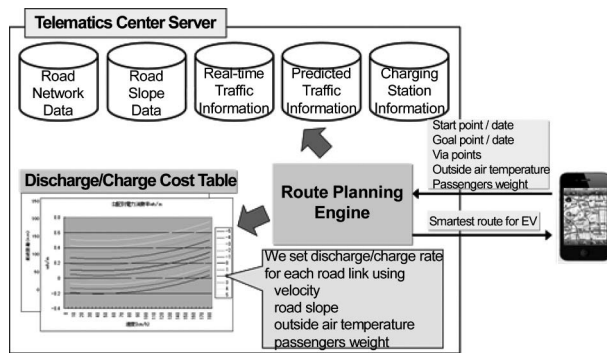 Telematics Center Server
Road
Network
Data
Road
Slope
Data
Real-time
Traffic
Information
Predicted
Traffic
Information
Charging
Station
Information
Start point / date
Goal point / date
Via points
Outside air temperature
Passengers weight
Discharge/Charge Cost Table
Route Planning
Engine
Smartest route for EV
We set discharge/charge rate
for each road link using
velocity
road slope
outside air temperature
passengers weight